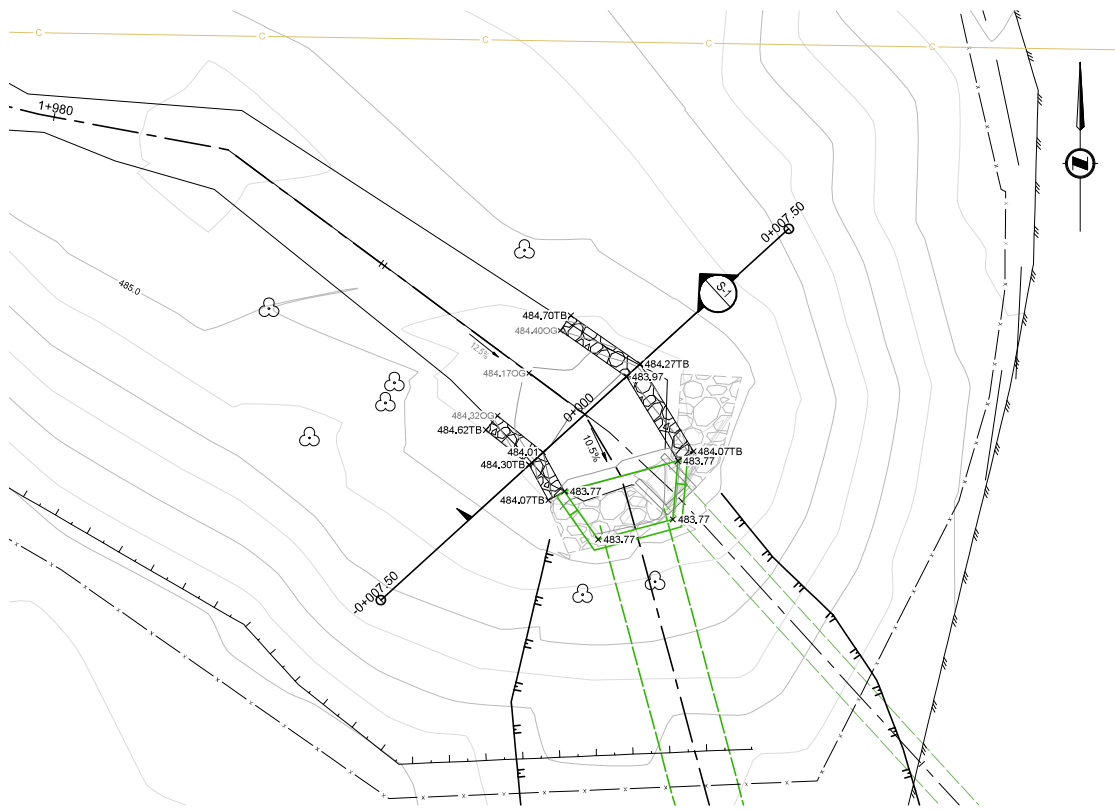 C
C
C
C
C
1+980
0+007.50
485.0
S-1
484.70TB
484.40OG
12.5%
484.27TB
484.17OG
483.97
0+000
484.32OG
484.62TB
10.5%
484.01
484.07TB
484.30TB
483.77
483.77
484.07TB
483.77
483.77
-0+007.50